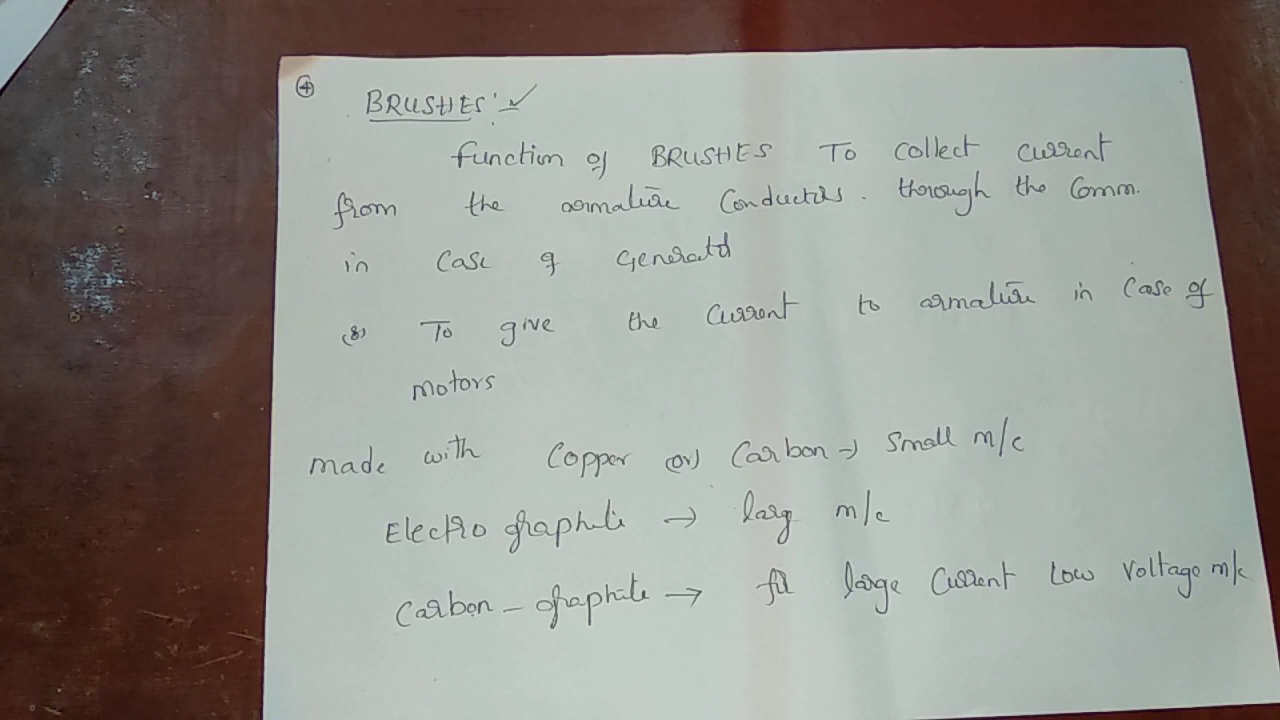 ④ BRUSHES:- ✓
function of BRUSHES To collect current
from the armature conductors. through the Comm.
in case of generator
(or) To give the current to armature in case of
motors
made with Copper (or) Carbon → small m/c
Electro graphite → larg m/c
Carbon - graphite → for large current low voltage m/c